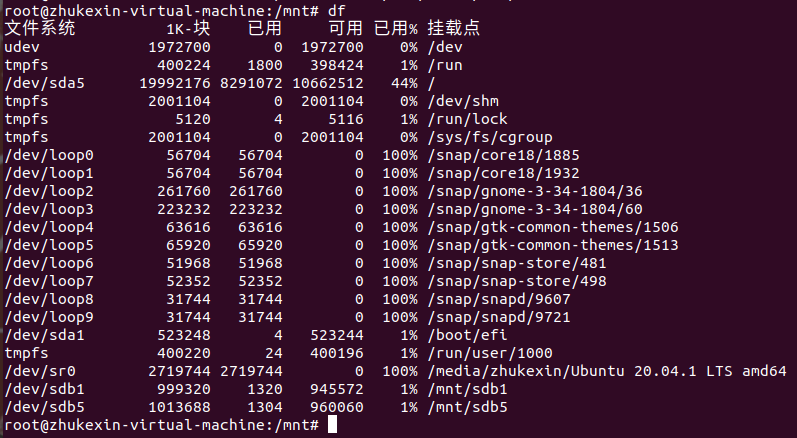 root@zhukexin-virtual-machine:/mnt# df
文件系统 1K-块 已用 可用 已用% 挂载点
udev 1972700 0 1972700 0% /dev
tmpfs 400224 1800 398424 1% /run
/dev/sda5 19992176 8291072 10662512 44% /
tmpfs 2001104 0 2001104 0% /dev/shm
tmpfs 5120 4 5116 1% /run/lock
tmpfs 2001104 0 2001104 0% /sys/fs/cgroup
/dev/loop0 56704 56704 0 100% /snap/core18/1885
/dev/loop1 56704 56704 0 100% /snap/core18/1932
/dev/loop2 261760 261760 0 100% /snap/gnome-3-34-1804/36
/dev/loop3 223232 223232 0 100% /snap/gnome-3-34-1804/60
/dev/loop4 63616 63616 0 100% /snap/gtk-common-themes/1506
/dev/loop5 65920 65920 0 100% /snap/gtk-common-themes/1513
/dev/loop6 51968 51968 0 100% /snap/snap-store/481
/dev/loop7 52352 52352 0 100% /snap/snap-store/498
/dev/loop8 31744 31744 0 100% /snap/snapd/9607
/dev/loop9 31744 31744 0 100% /snap/snapd/9721
/dev/sda1 523248 4 523244 1% /boot/efi
tmpfs 400220 24 400196 1% /run/user/1000
/dev/sr0 2719744 2719744 0 100% /media/zhukexin/Ubuntu 20.04.1 LTS amd64
/dev/sdb1 999320 1320 945572 1% /mnt/sdb1
/dev/sdb5 1013688 1304 960060 1% /mnt/sdb5
root@zhukexin-virtual-machine:/mnt#